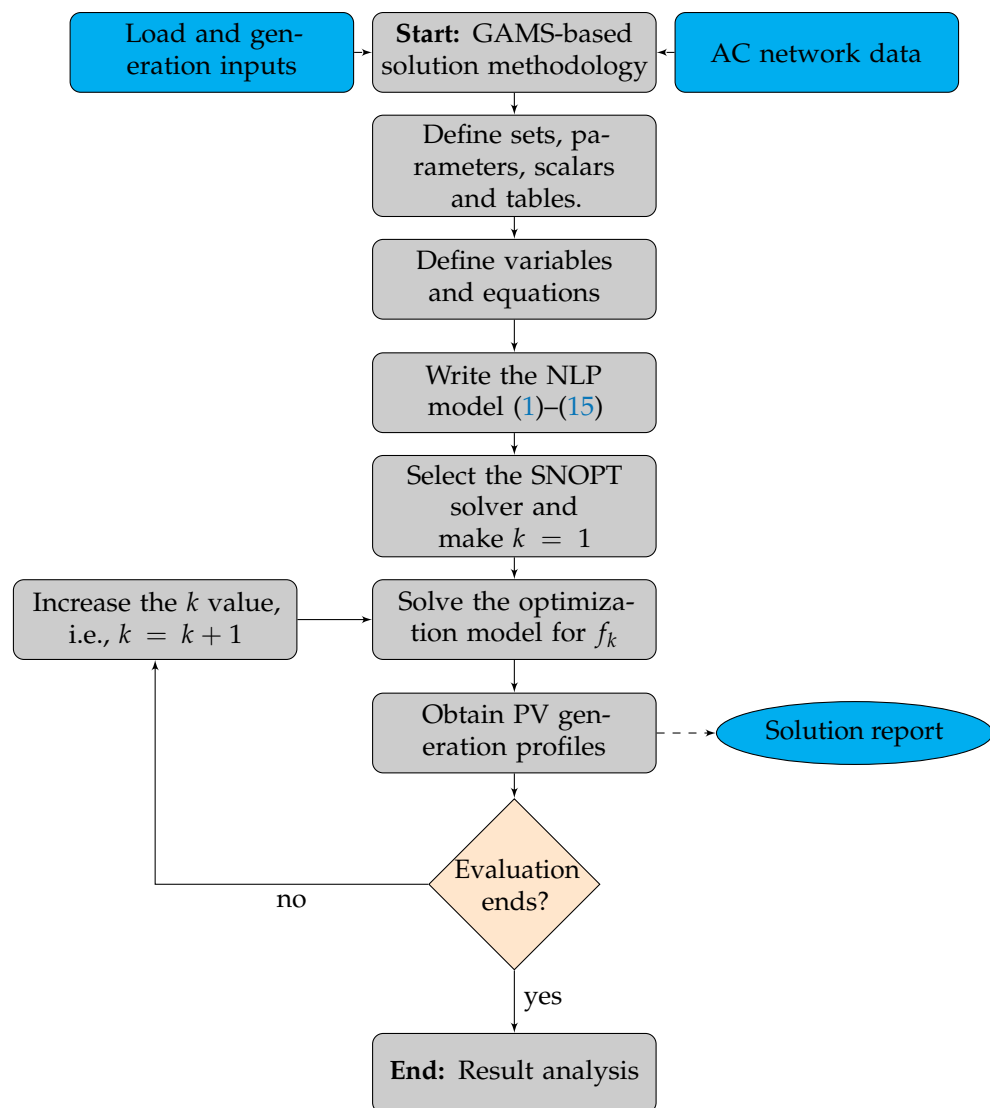 Load and gen-
eration inputs
Start: GAMS-based
solution methodology
AC network data
Define sets, pa-
rameters, scalars
and tables.
Define variables
and equations
Write the NLP
model (1)–(15)
Select the SNOPT
solver and
make k = 1
Increase the k value,
i.e., k = k + 1
Solve the optimiza-
tion model for fk
Obtain PV gen-
eration profiles
Solution report
Evaluation
ends?
no
yes
End: Result analysis